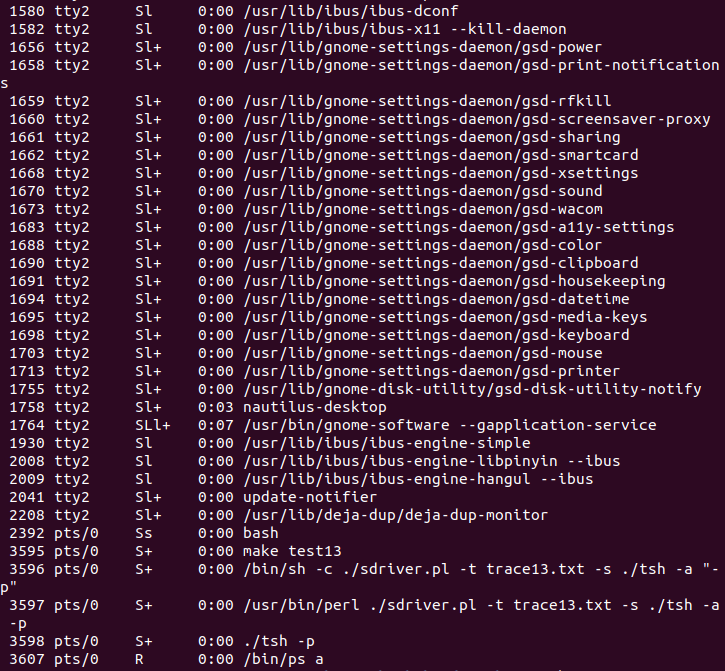 1580 tty2     Sl     0:00 /usr/lib/ibus/ibus-dconf
1582 tty2     Sl     0:00 /usr/lib/ibus/ibus-x11 --kill-daemon
1656 tty2     Sl+    0:00 /usr/lib/gnome-settings-daemon/gsd-power
1658 tty2     Sl+    0:00 /usr/lib/gnome-settings-daemon/gsd-print-notification
s
1659 tty2     Sl+    0:00 /usr/lib/gnome-settings-daemon/gsd-rfkill
1660 tty2     Sl+    0:00 /usr/lib/gnome-settings-daemon/gsd-screensaver-proxy
1661 tty2     Sl+    0:00 /usr/lib/gnome-settings-daemon/gsd-sharing
1662 tty2     Sl+    0:00 /usr/lib/gnome-settings-daemon/gsd-smartcard
1668 tty2     Sl+    0:00 /usr/lib/gnome-settings-daemon/gsd-xsettings
1670 tty2     Sl+    0:00 /usr/lib/gnome-settings-daemon/gsd-sound
1673 tty2     Sl+    0:00 /usr/lib/gnome-settings-daemon/gsd-wacom
1683 tty2     Sl+    0:00 /usr/lib/gnome-settings-daemon/gsd-a11y-settings
1688 tty2     Sl+    0:00 /usr/lib/gnome-settings-daemon/gsd-color
1690 tty2     Sl+    0:00 /usr/lib/gnome-settings-daemon/gsd-clipboard
1691 tty2     Sl+    0:00 /usr/lib/gnome-settings-daemon/gsd-housekeeping
1694 tty2     Sl+    0:00 /usr/lib/gnome-settings-daemon/gsd-datetime
1695 tty2     Sl+    0:00 /usr/lib/gnome-settings-daemon/gsd-media-keys
1698 tty2     Sl+    0:00 /usr/lib/gnome-settings-daemon/gsd-keyboard
1703 tty2     Sl+    0:00 /usr/lib/gnome-settings-daemon/gsd-mouse
1713 tty2     Sl+    0:00 /usr/lib/gnome-settings-daemon/gsd-printer
1755 tty2     Sl+    0:00 /usr/lib/gnome-disk-utility/gsd-disk-utility-notify
1758 tty2     Sl+    0:03 nautilus-desktop
1764 tty2     SLl+   0:07 /usr/bin/gnome-software --gapplication-service
1930 tty2     Sl     0:00 /usr/lib/ibus/ibus-engine-simple
2008 tty2     Sl     0:00 /usr/lib/ibus/ibus-engine-libpinyin --ibus
2009 tty2     Sl     0:00 /usr/lib/ibus/ibus-engine-hangul --ibus
2041 tty2     Sl+    0:00 update-notifier
2208 tty2     Sl+    0:00 /usr/lib/deja-dup/deja-dup-monitor
2392 pts/0    Ss     0:00 bash
3595 pts/0    S+     0:00 make test13
3596 pts/0    S+     0:00 /bin/sh -c ./sdriver.pl -t trace13.txt -s ./tsh -a "-
p"
3597 pts/0    S+     0:00 /usr/bin/perl ./sdriver.pl -t trace13.txt -s ./tsh -a
-p
3598 pts/0    S+     0:00 ./tsh -p
3607 pts/0    R      0:00 /bin/ps a